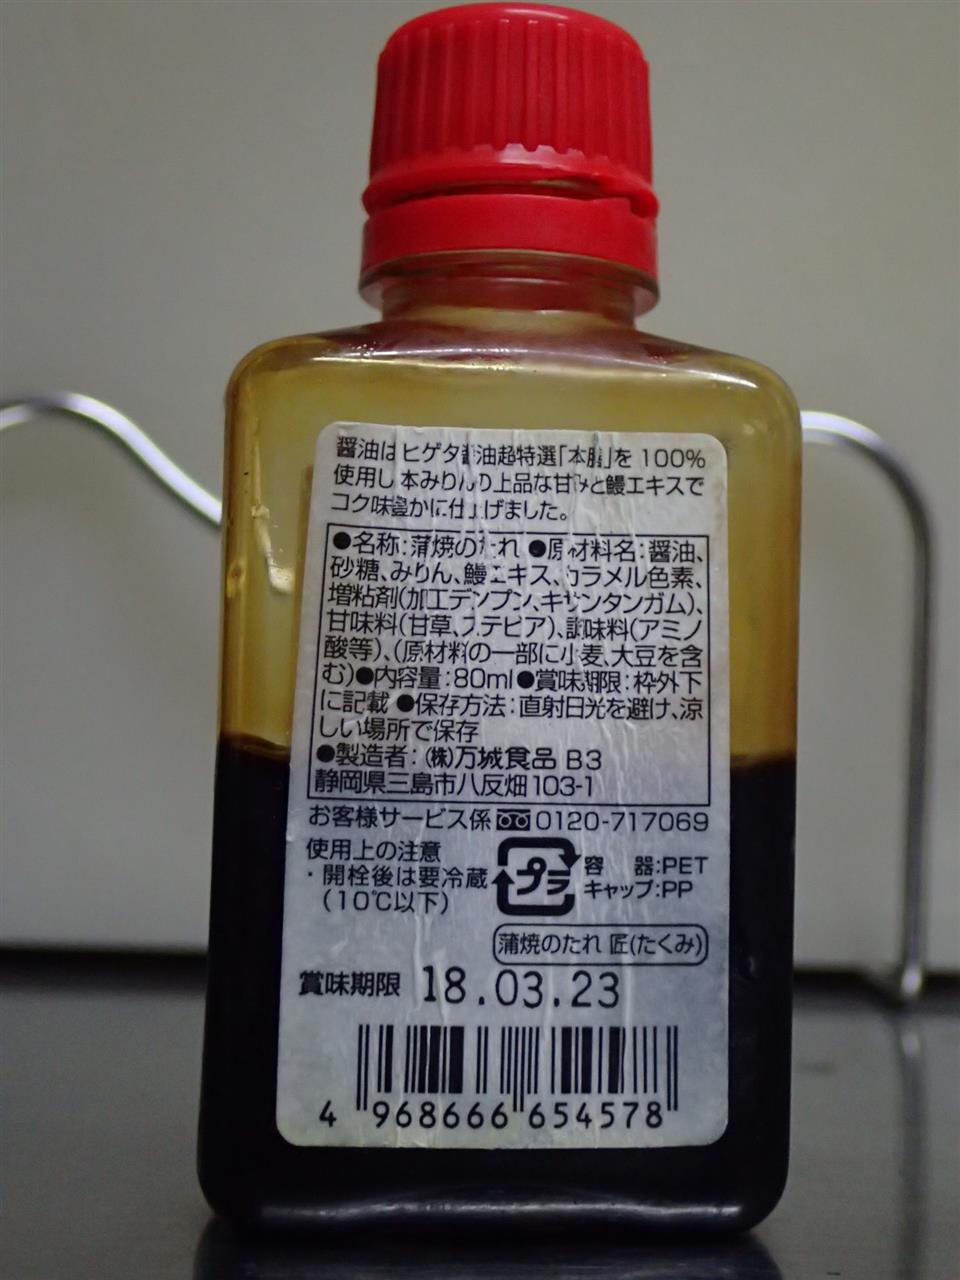 醤油はヒゲタ醤油超特選「本膳」を 100%
使用し、本みりんの上品な甘みと鰻エキスで
コク味豊かに仕上げました。
●名称:蒲焼のたれ ●原材料名:醤油、
砂糖、みりん、鰻エキス、カラメル色素、
増粘剤(加工デンプン、キサンタンガム)、
甘味料(甘草、ステビア)、調味料(アミノ
酸等)、(原材料の一部に小麦、大豆を含
む)●内容量:80ml●賞味期限:枠外下
に記載 ●保存方法:直射日光を避け、涼
しい場所で保存
●製造者:(株)万城食品 B3
静岡県三島市八反畑103-1
お客様サービス係 0120-717069
使用上の注意
・開栓後は要冷蔵
(10℃以下)
プラ
容 器:PET
キャップ:PP
蒲焼のたれ 匠(たくみ)
賞味期限 18.03.23
4 968666 654578